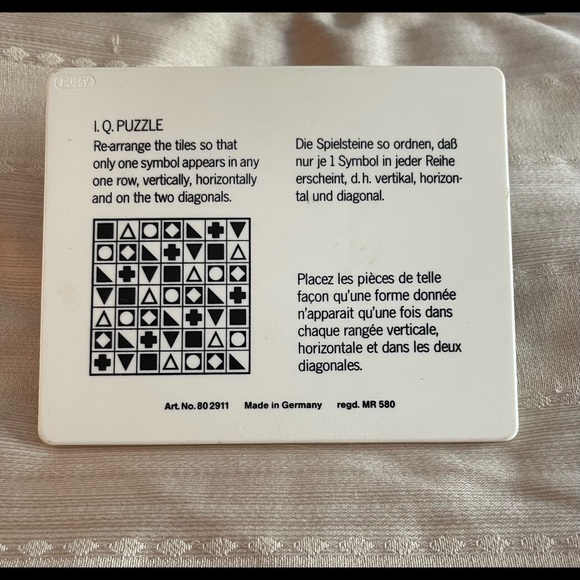 I. Q. PUZZLE
Re-arrange the tiles so that
only one symbol appears in any
one row, vertically, horizontally
and on the two diagonals.
Die Spielsteine so ordnen, daß
nur je 1 Symbol in jeder Reihe
erscheint, d. h. vertikal, horizon-
tal und diagonal.
Placez les pièces de telle
façon qu'une forme donnée
n'apparait qu'une fois dans
chaque rangée verticale,
horizontale et dans les deux
diagonales.
Art. No. 80 2911 Made in Germany regd. MR 580